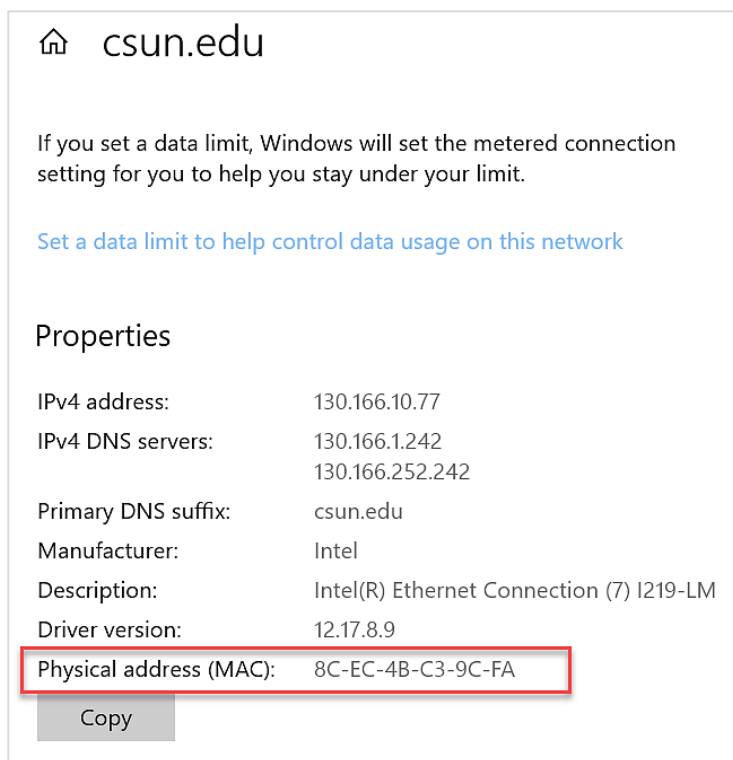 csun.edu
If you set a data limit, Windows will set the metered connection
setting for you to help you stay under your limit.
Set a data limit to help control data usage on this network
Properties
IPv4 address: 130.166.10.77
IPv4 DNS servers: 130.166.1.242
130.166.252.242
Primary DNS suffix: csun.edu
Manufacturer: Intel
Description: Intel(R) Ethernet Connection (7) I219-LM
Driver version: 12.17.8.9
Physical address (MAC): 8C-EC-4B-C3-9C-FA
Copy